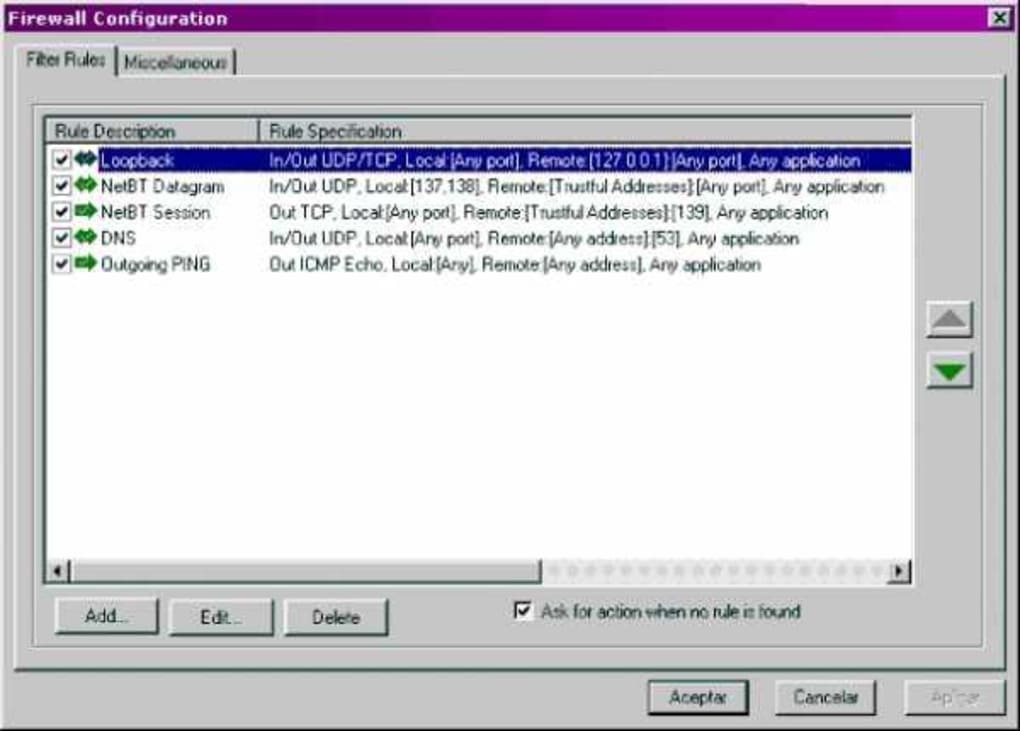 Firewall Configuration
Filter Rules Miscellaneous
Rule Description Rule Specification
Loopback In/Out UDP/TCP, Local:[Any port], Remote:[127.0.0.1]:[Any port], Any application
NetBT Datagram In/Out UDP, Local:[137,138], Remote:[Trustful Addresses]:[Any port], Any application
NetBT Session Out TCP, Local:[Any port], Remote:[Trustful Addresses]:[139], Any application
DNS In/Out UDP, Local:[Any port], Remote:[Any address]:[53], Any application
Outgoing PING Out ICMP Echo, Local:[Any], Remote:[Any address], Any application
Add... Edit... Delete Ask for action when no rule is found
Aceptar Cancelar Aplicar